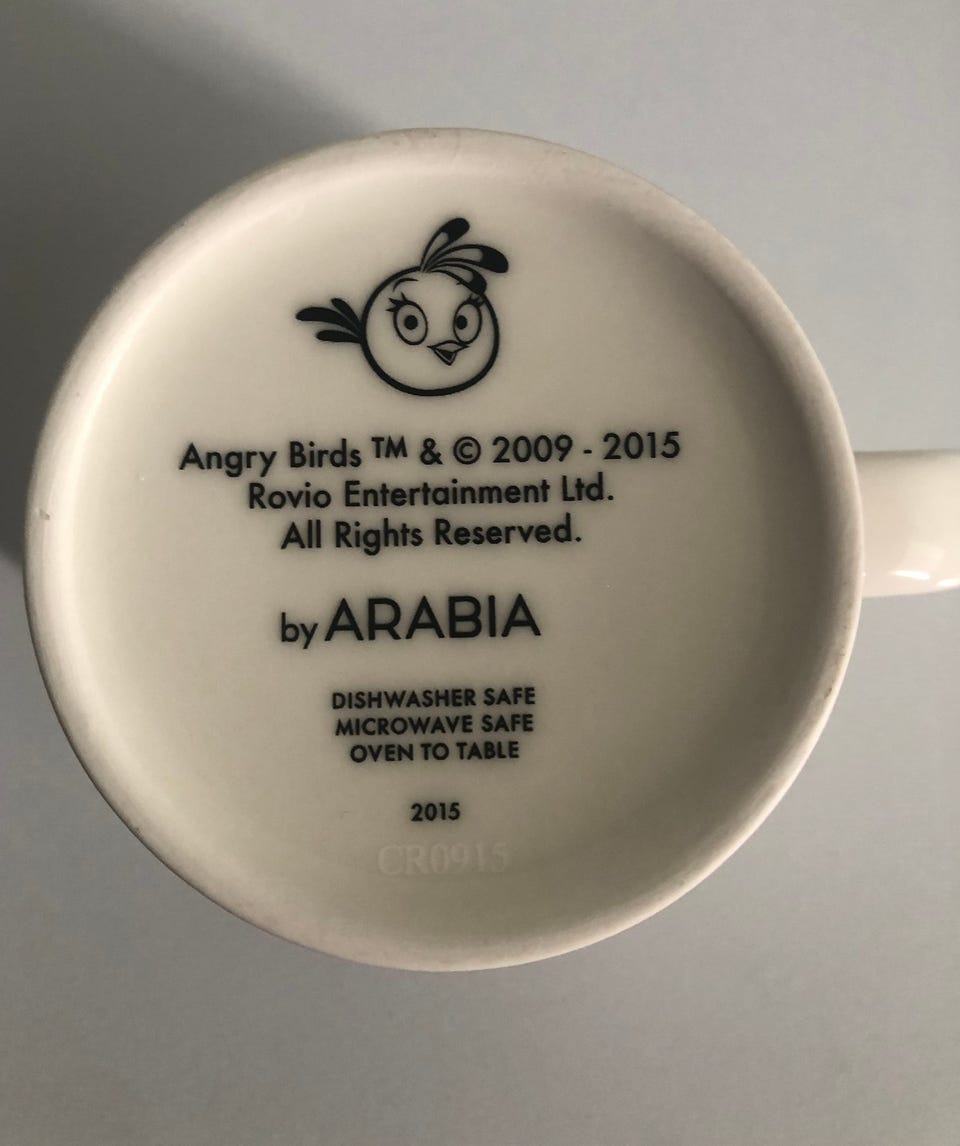 Angry Birds ™ & © 2009 - 2015
Rovio Entertainment Ltd.
All Rights Reserved.
by ARABIA
DISHWASHER SAFE
MICROWAVE SAFE
OVEN TO TABLE
2015
CR0915